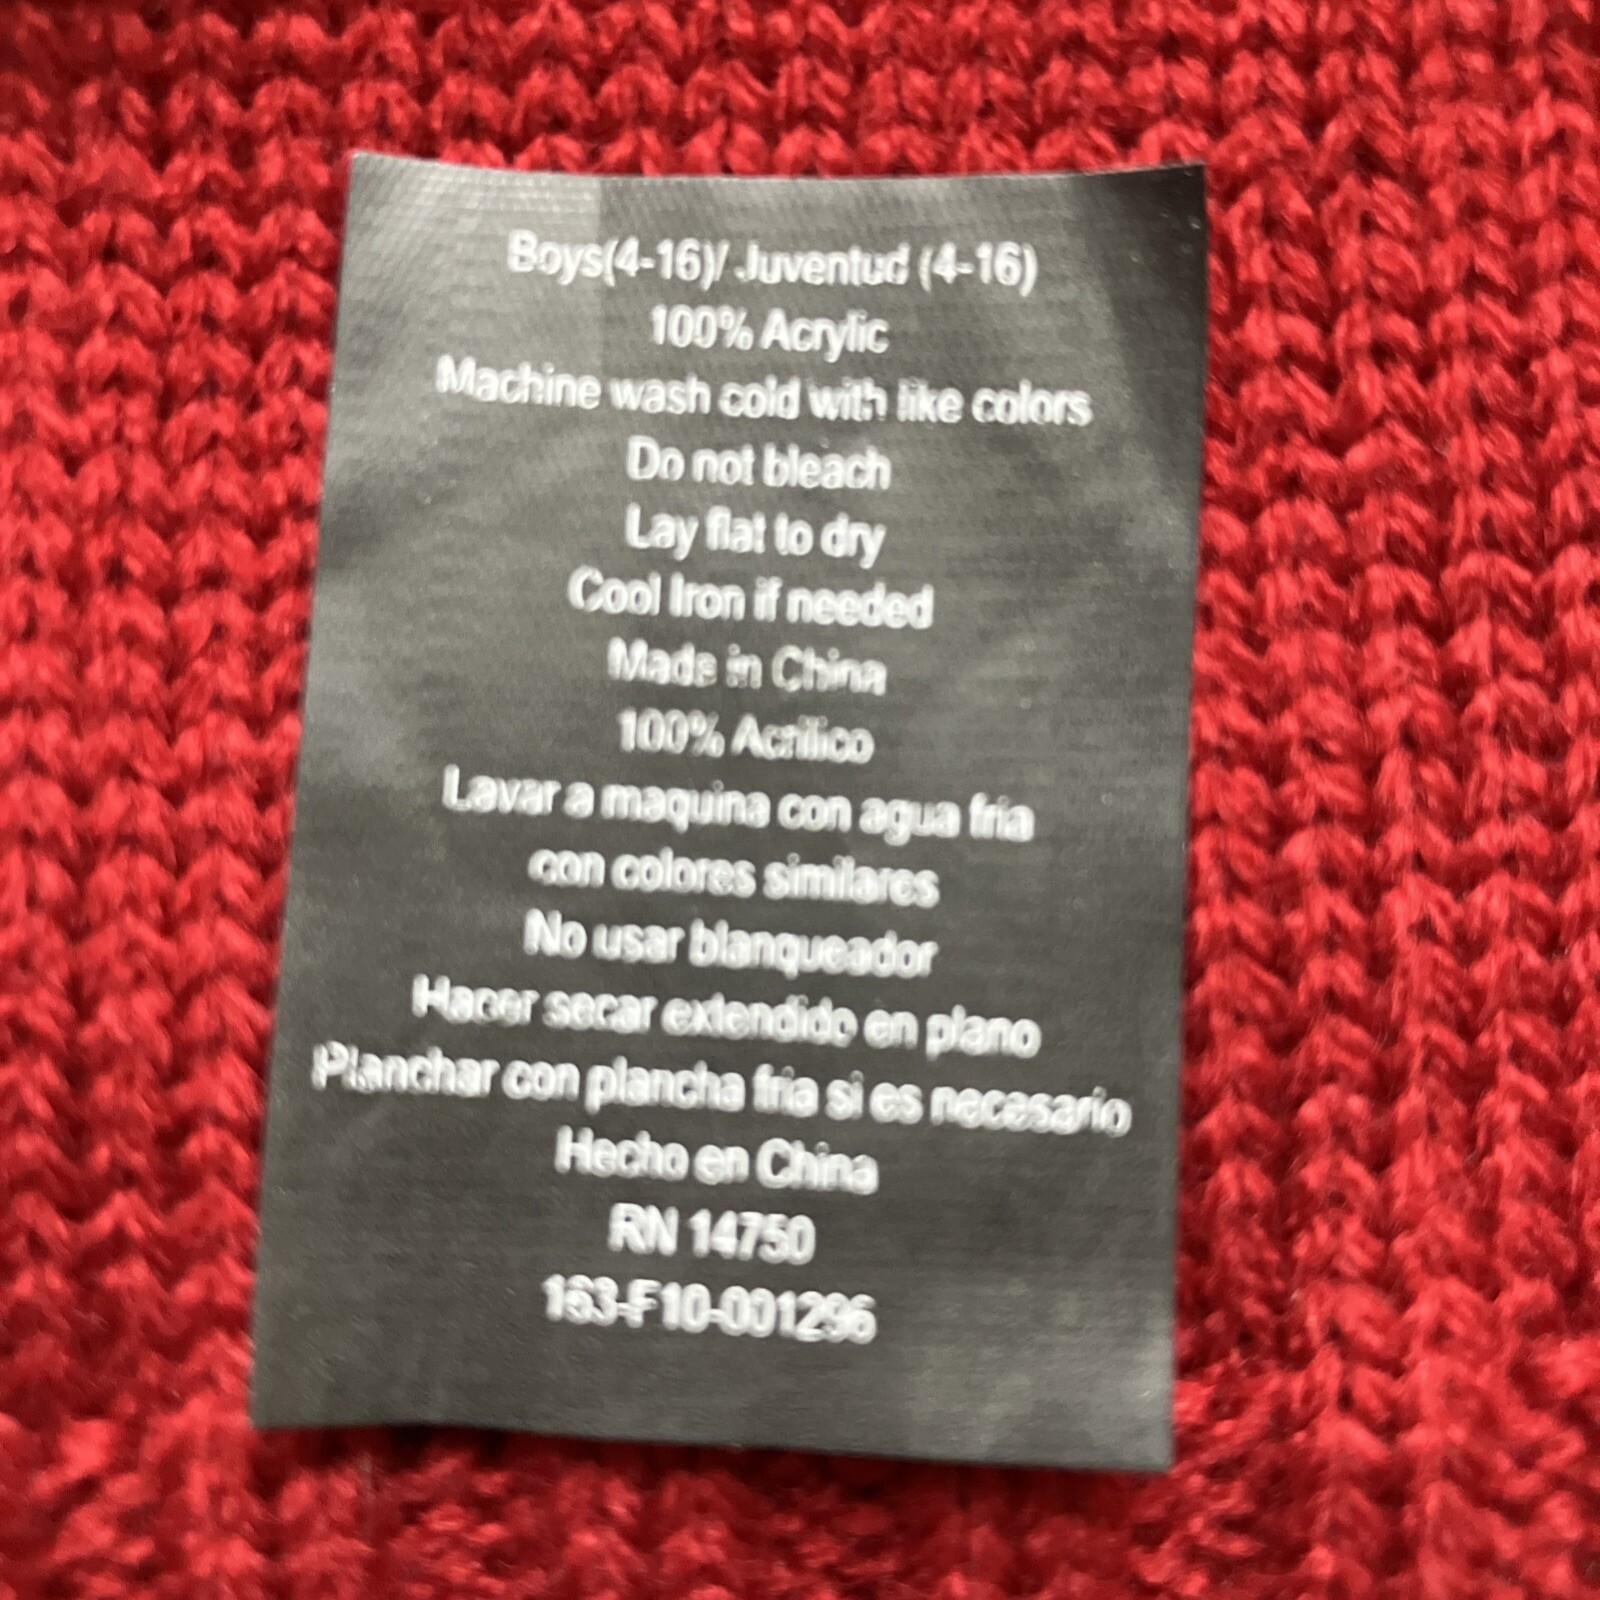 Boys(4-16)/ Juventud (4-16)
100% Acrylic
Machine wash cold with like colors
Do not bleach
Lay flat to dry
Cool Iron if needed
Made in China
100% Acrilico
Lavar a maquina con agua fria
con colores similares
No usar blanqueador
Hacer secar extendido en plano
Planchar con plancha fria si es necesario
Hecho en China
RN 14750
163-F10-001296